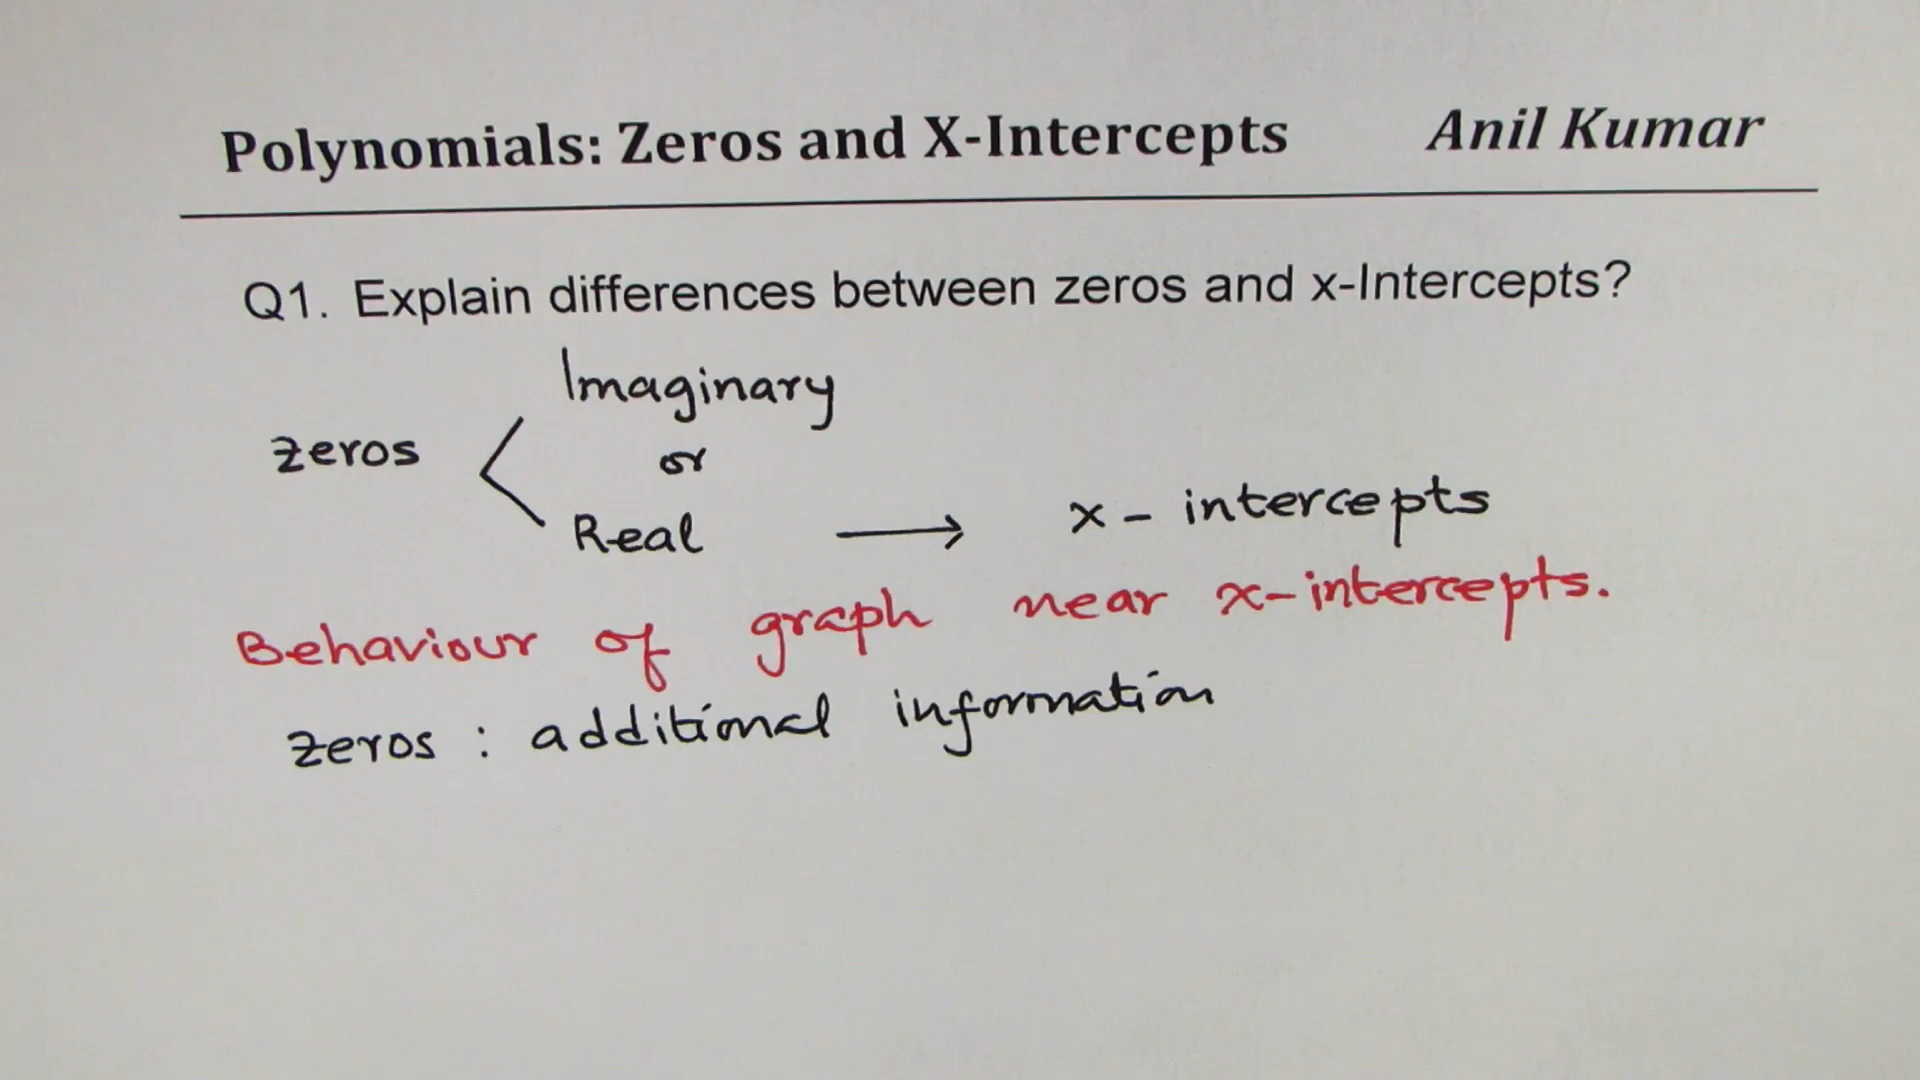 Polynomials: Zeros and X-Intercepts Anil Kumar
Q1. Explain differences between zeros and x-Intercepts?
Imaginary
zeros < or
Real → x - intercepts
Behaviour of graph near x-intercepts.
zeros : additional information